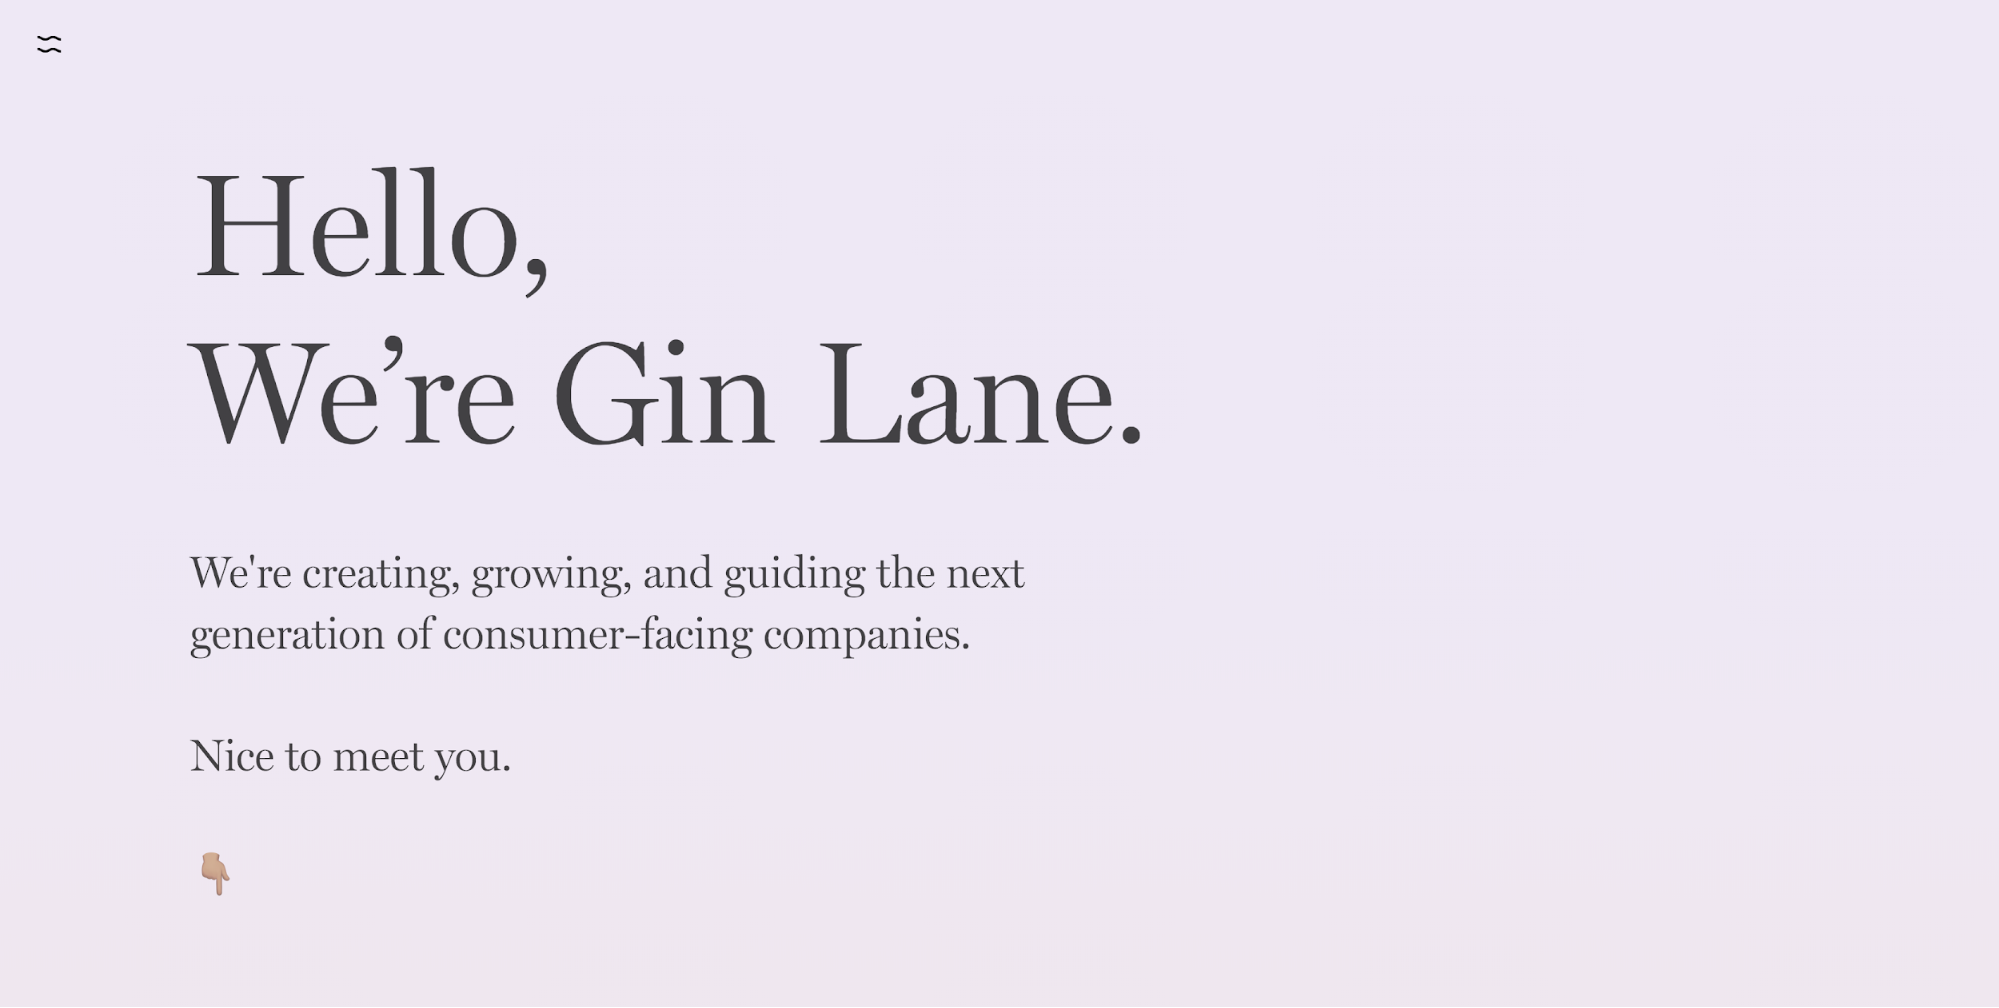 Hello,
We’re Gin Lane.
We're creating, growing, and guiding the next
generation of consumer-facing companies.
Nice to meet you.